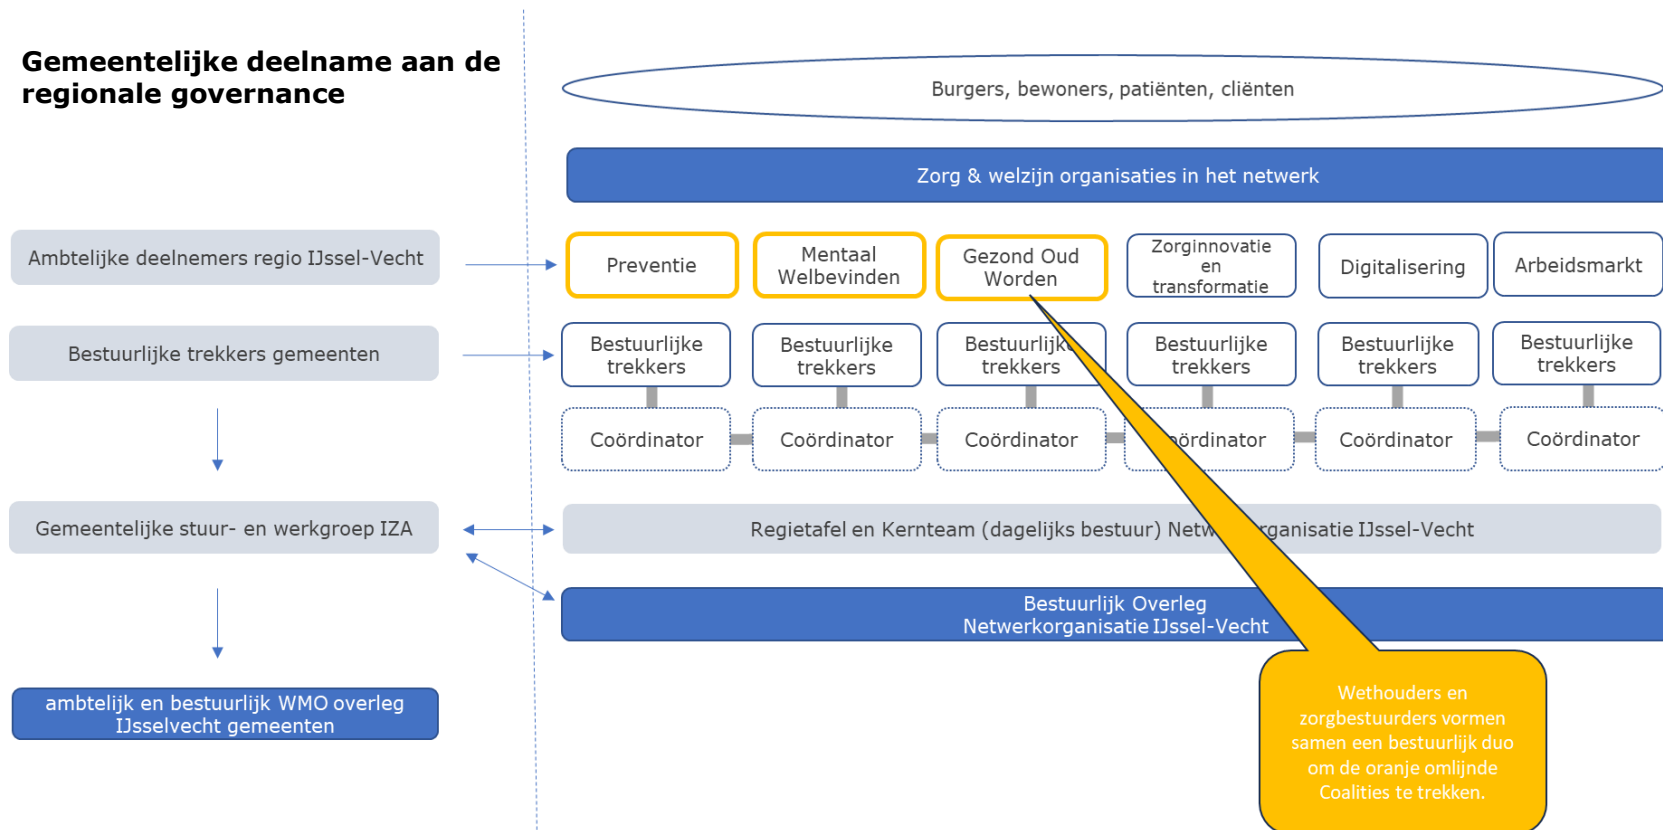 Gemeentelijke deelname aan de
regionale governance
Burgers, bewoners, patiënten, cliënten
Zorg & welzijn organisaties in het netwerk
Ambtelijke deelnemers regio IJssel-Vecht
Preventie
Mentaal
Welbevinden
Gezond Oud
Worden
Zorginnovatie
en
transformatie
Digitalisering
Arbeidsmarkt
Bestuurlijke trekkers gemeenten
Bestuurlijke
trekkers
Bestuurlijke
trekkers
Bestuurlijke
trekkers
Bestuurlijke
trekkers
Bestuurlijke
trekkers
Bestuurlijke
trekkers
Coördinator
Coördinator
Coördinator
Coördinator
Coördinator
Coördinator
Gemeentelijke stuur- en werkgroep IZA
Regietafel en Kernteam (dagelijks bestuur) Netwerkorganisatie IJssel-Vecht
Bestuurlijk Overleg
Netwerkorganisatie IJssel-Vecht
ambtelijk en bestuurlijk WMO overleg
IJsselvecht gemeenten
Wethouders en
zorgbestuurders vormen
samen een bestuurlijk duo
om de oranje omlijnde
Coalities te trekken.